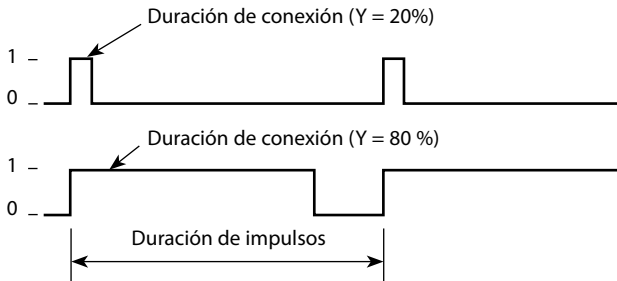 Duración de conexión (Y = 20%)
1
0
Duración de conexión (Y = 80 %)
1
0
Duración de impulsos